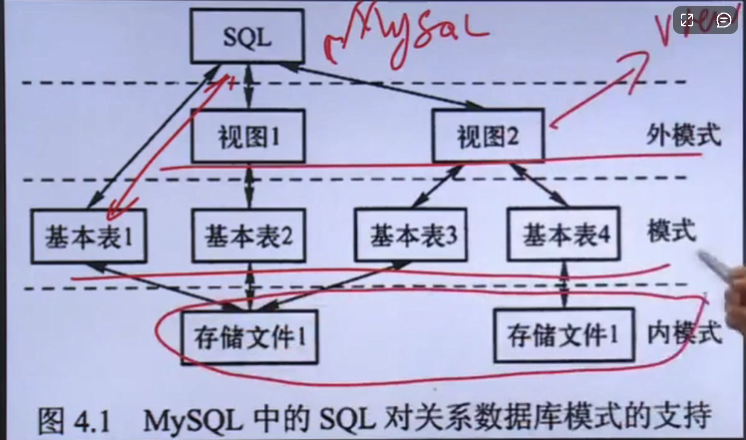 SQL
MySQL
view
视图1
视图2
外模式
基本表1
基本表2
基本表3
基本表4
模式
存储文件1
存储文件1
内模式
图 4.1 MySQL 中的 SQL 对关系数据库模式的支持